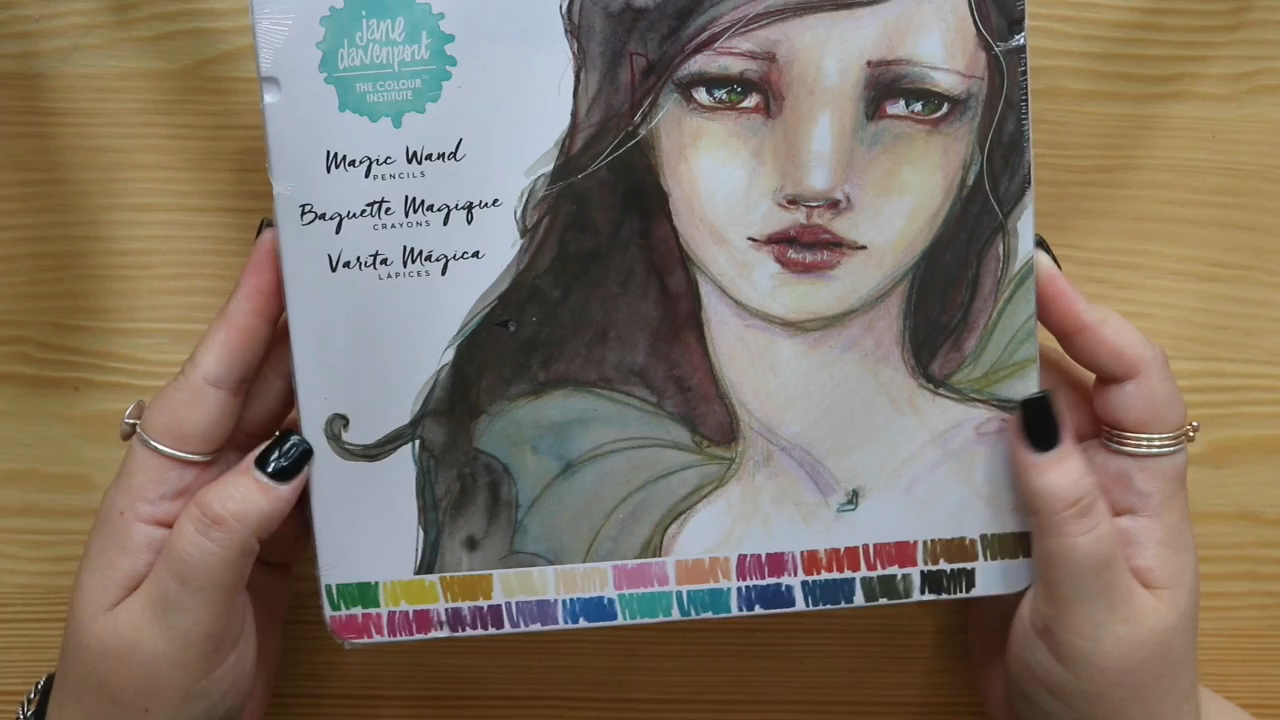 jane
davenport
THE COLOUR
INSTITUTE
Magic Wand
PENCILS
Baguette Magique
CRAYONS
Varita Mágica
LÁPICES